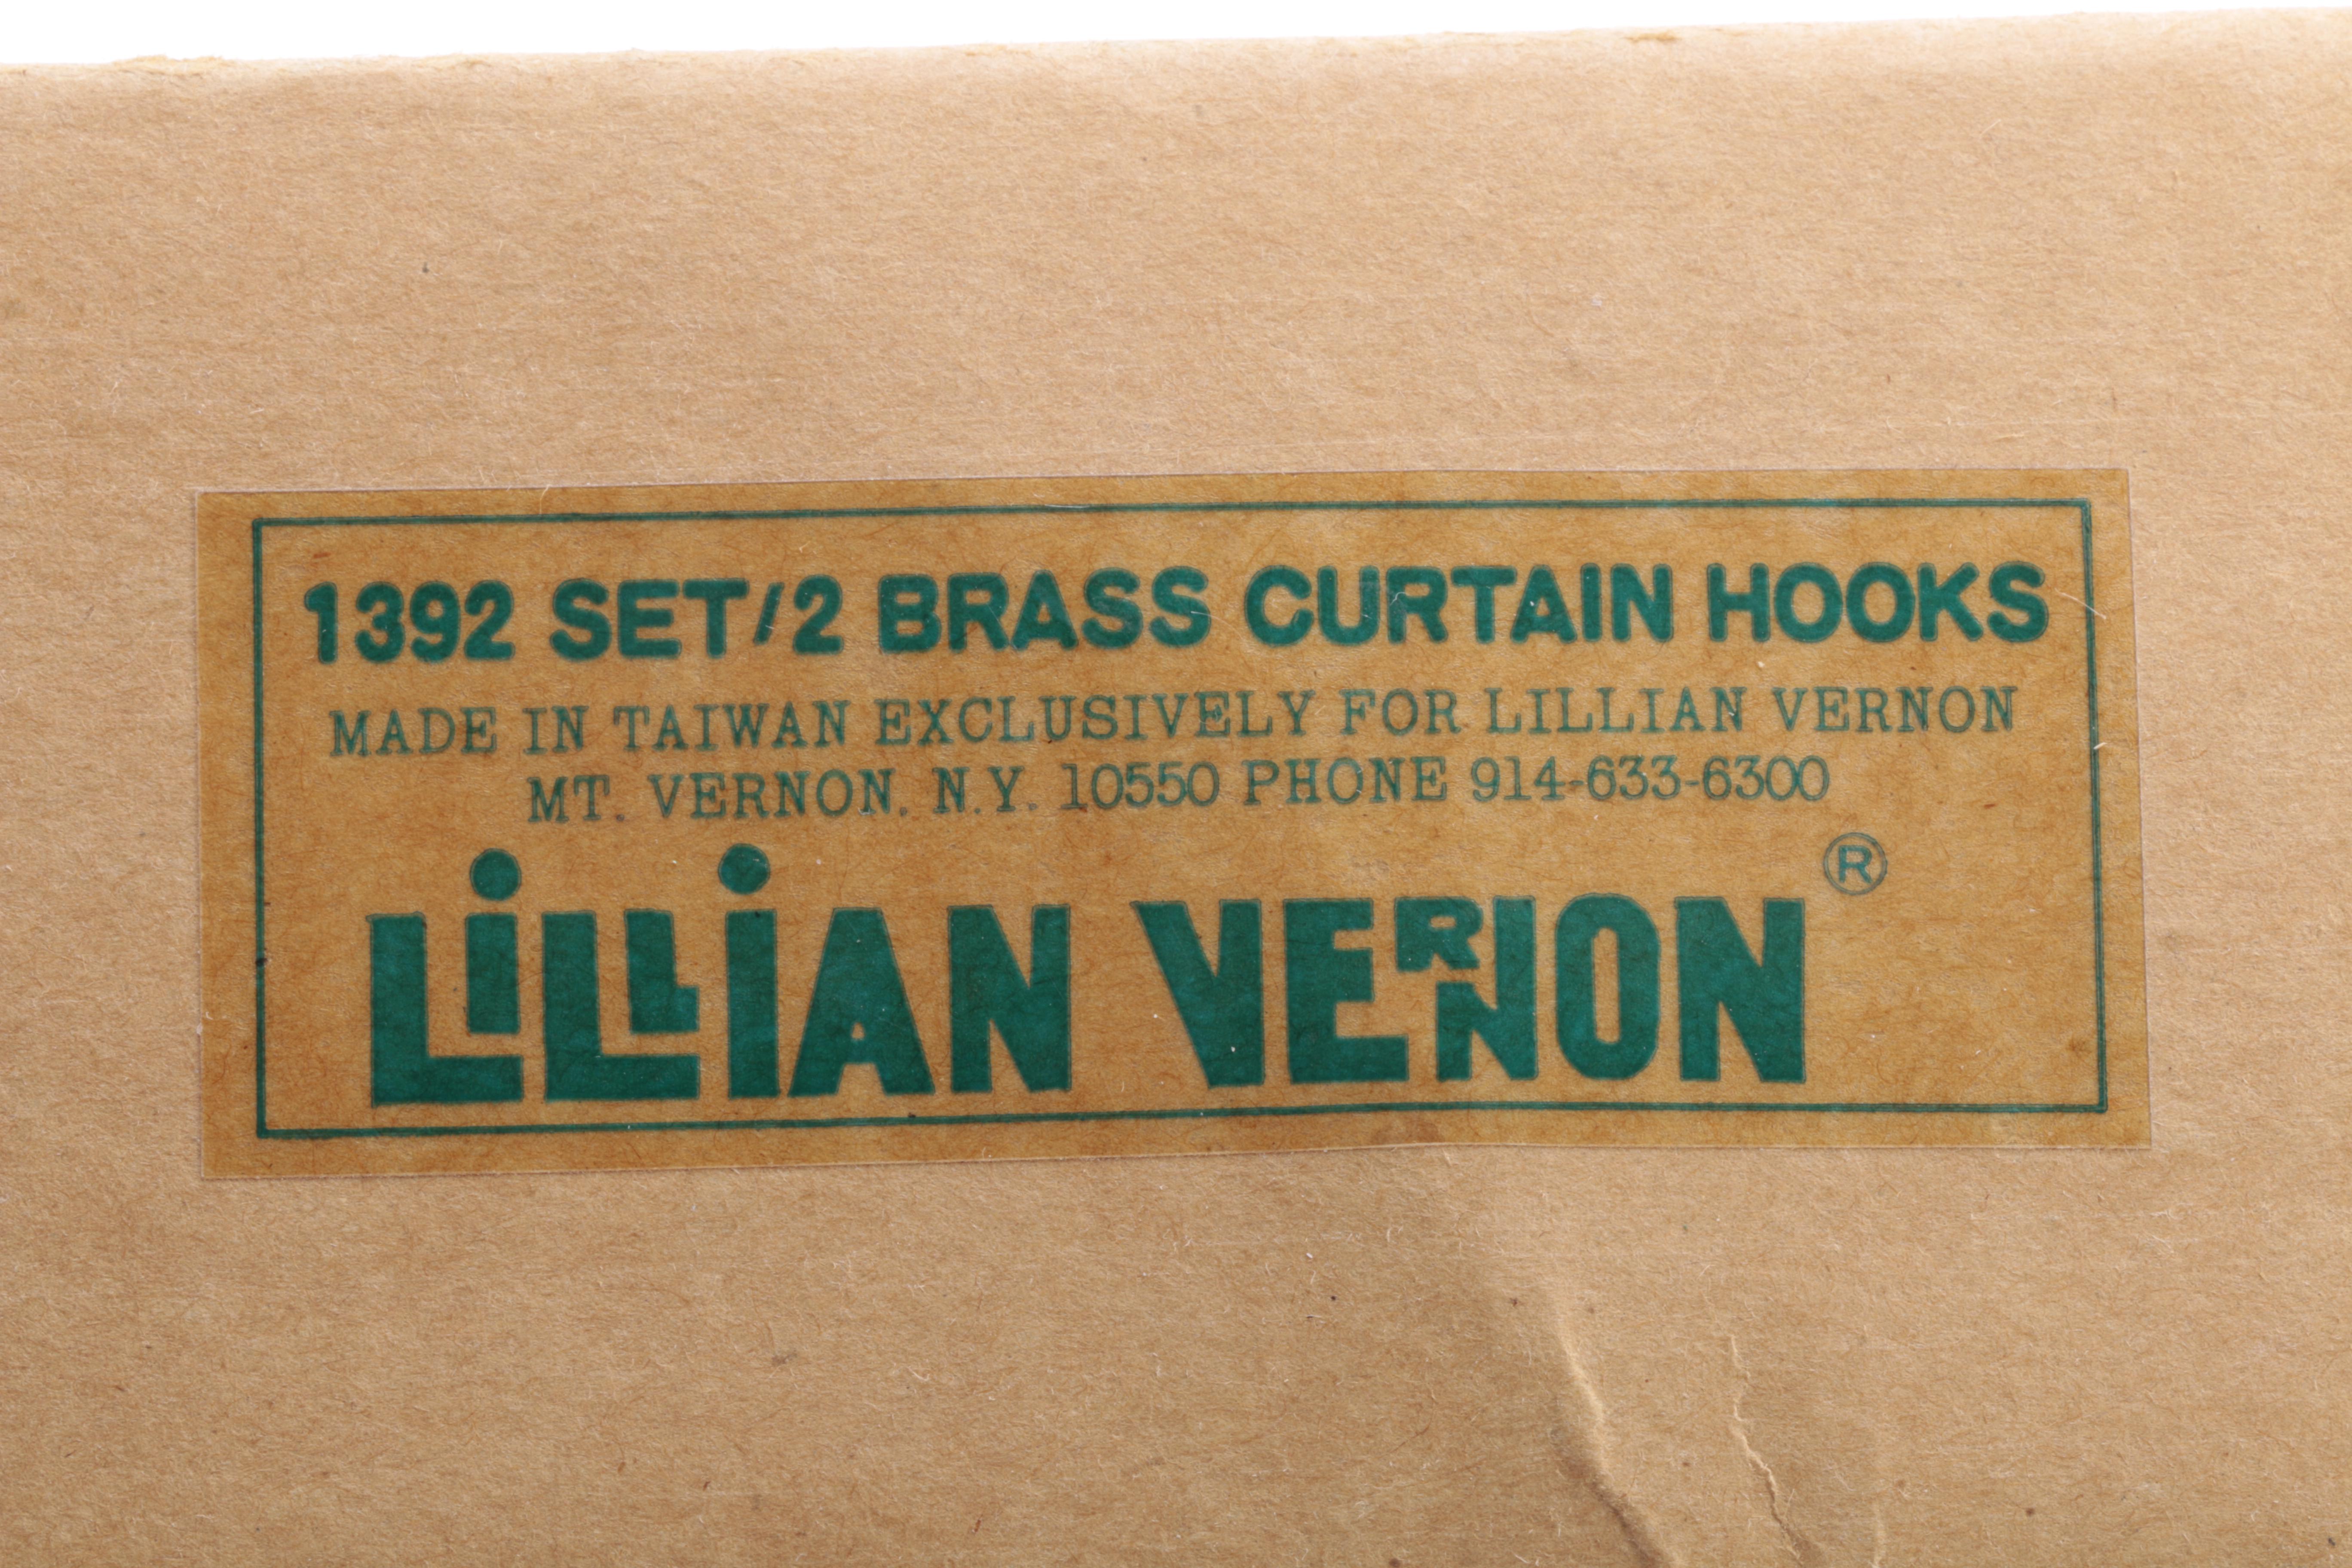 1392 SET/2 BRASS CURTAIN HOOKS
MADE IN TAIWAN EXCLUSIVELY FOR LILLIAN VERNON
MT. VERNON, N.Y. 10550 PHONE 914-633-6300
LiLLiAN VERNON®